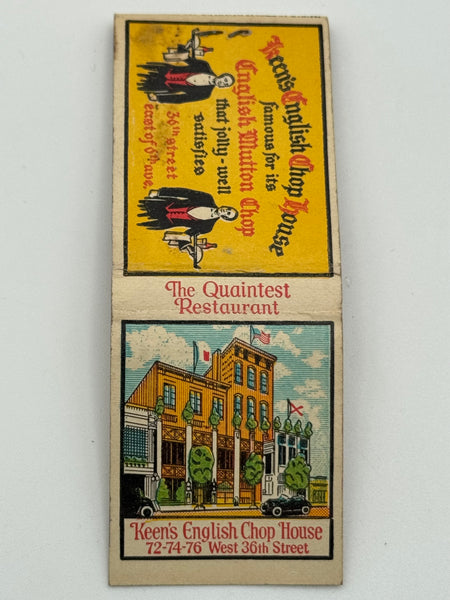 Keen's English Chop House
famous for its
English Mutton Chop
that jolly-well
satisfies
36th street
east of 6th ave.
The Quaintest
Restaurant
Keen's English Chop House
72-74-76 West 36th Street